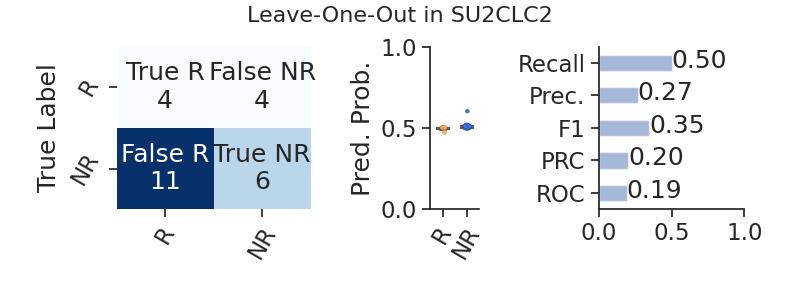 Leave-One-Out in SU2CLC2
True Label
R
NR
True R
4
False NR
4
False R
11
True NR
6
R
NR
Pred. Prob.
1.0
0.5
0.0
R
NR
Recall
0.50
Prec.
0.27
F1
0.35
PRC
0.20
ROC
0.19
0.0 0.5 1.0